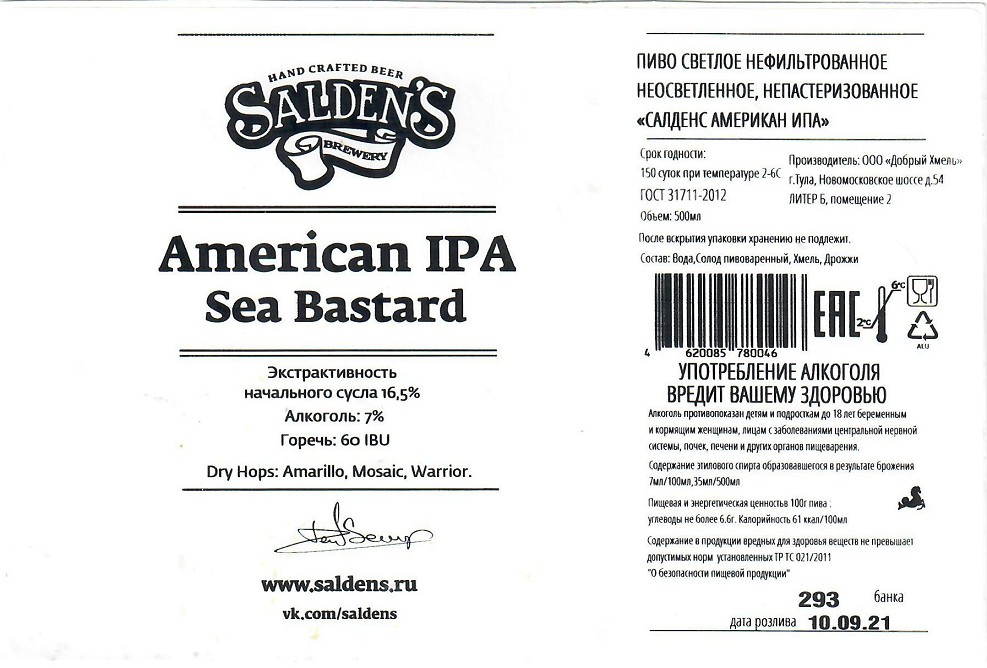 HAND CRAFTED BEER
SALDEN'S
BREWERY
American IPA
Sea Bastard
Экстрактивность
начального сусла 16,5%
Алкоголь: 7%
Горечь: 60 IBU
Dry Hops: Amarillo, Mosaic, Warrior.
www.saldens.ru
vk.com/saldens
ПИВО СВЕТЛОЕ НЕФИЛЬТРОВАННОЕ
НЕОСВЕТЛЕННОЕ, НЕПАСТЕРИЗОВАННОЕ
«САЛДЕНС АМЕРИКАН ИПА»
Срок годности:
150 суток при температуре 2-6С
ГОСТ 31711-2012
Объем: 500мл
Производитель: ООО «Добрый Хмель»
г.Тула, Новомосковское шоссе д.54
ЛИТЕР Б, помещение 2
После вскрытия упаковки хранению не подлежит.
Состав: Вода,Солод пивоваренный, Хмель, Дрожжи
4 620085 780046
EAC
6°C
2°C
ALU
УПОТРЕБЛЕНИЕ АЛКОГОЛЯ
ВРЕДИТ ВАШЕМУ ЗДОРОВЬЮ
Алкоголь противопоказан детям и подросткам до 18 лет беременным
и кормящим женщинам, лицам с заболеваниями центральной нервной
системы, почек, печени и других органов пищеварения.
Содержание этилового спирта образовавшегося в результате брожения
7мл/100мл,35мл/500мл
Пищевая и энергетическая ценностьв 100г пива :
углеводы не более 6.6г. Калорийность 61 ккал/100мл
Содержание в продукции вредных для здоровья веществ не превышает
допустимых норм установленных ТР ТС 021/2011
"О безопасности пищевой продукции"
293 банка
дата розлива 10.09.21